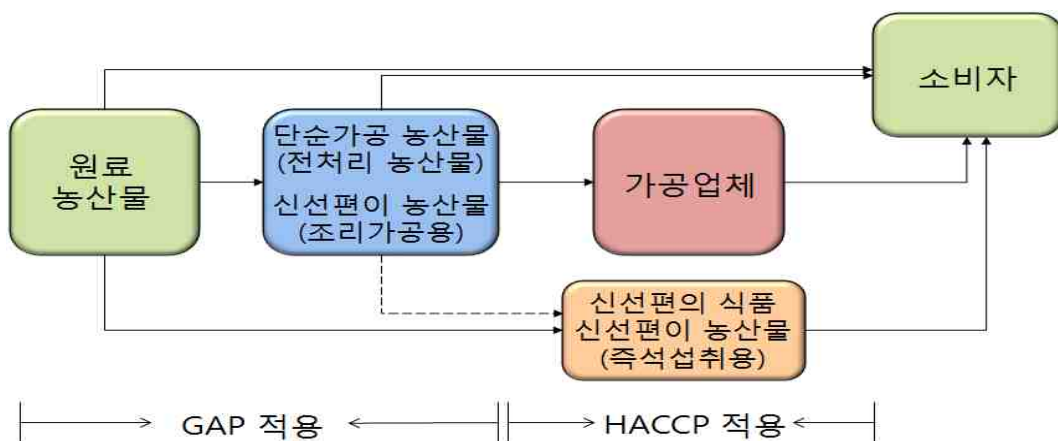 소비자
원료
농산물
단순가공 농산물
(전처리 농산물)
신선편이 농산물
(조리가공용)
가공업체
신선편의 식품
신선편이 농산물
(즉석섭취용)
GAP 적용
HACCP 적용